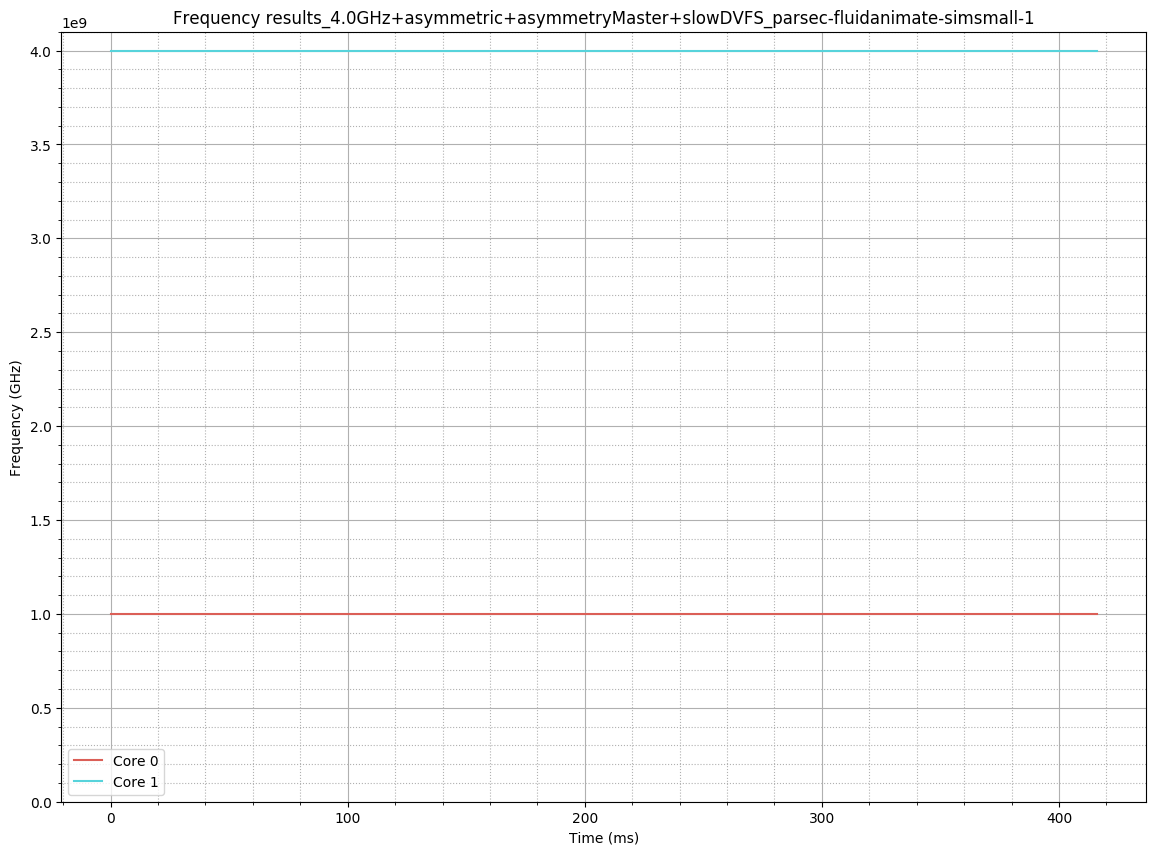 Frequency results_4.0GHz+asymmetric+asymmetryMaster+slowDVFS_parsec-fluidanimate-simsmall-1
1e9
4.0
3.5
3.0
2.5
2.0
1.5
1.0
0.5
0.0
Frequency (GHz)
Core 0
Core 1
0 100 200 300 400
Time (ms)